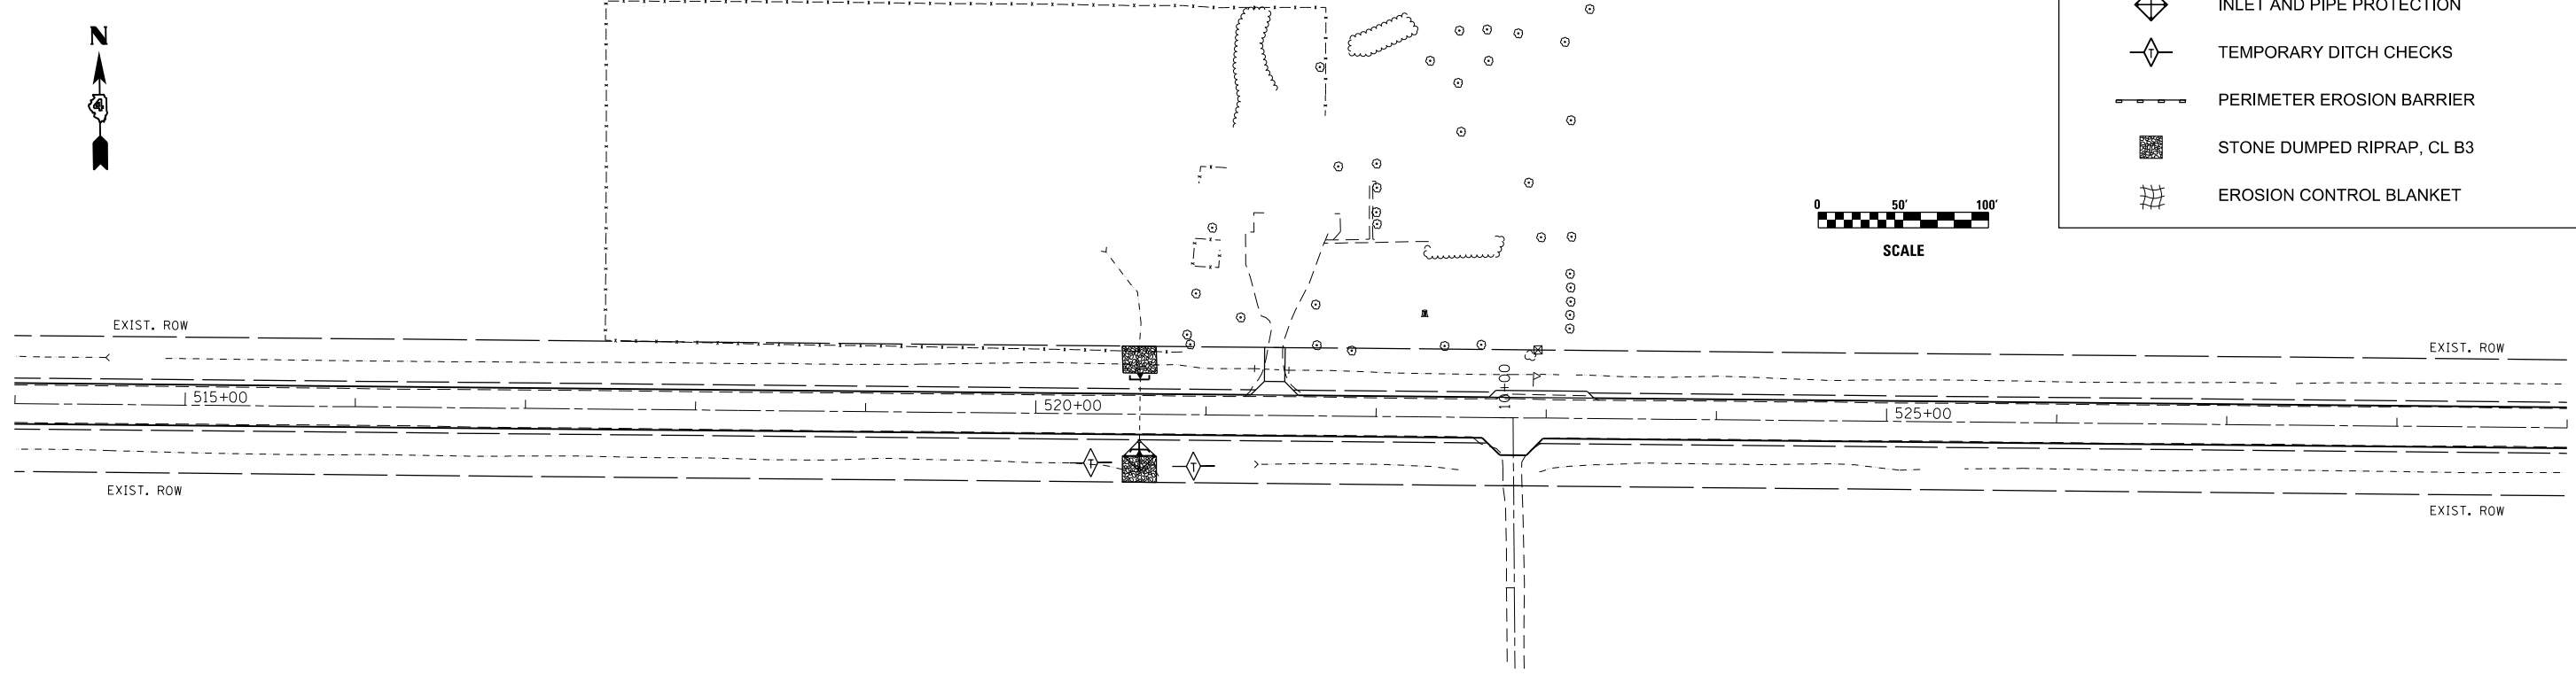 INLET AND PIPE PROTECTION
N
T TEMPORARY DITCH CHECKS
4
PERIMETER EROSION BARRIER
STONE DUMPED RIPRAP, CL B3
EROSION CONTROL BLANKET
0 50' 100'
SCALE
EXIST. ROW
EXIST. ROW
10+00
515+00
520+00
525+00
T T
EXIST. ROW
EXIST. ROW